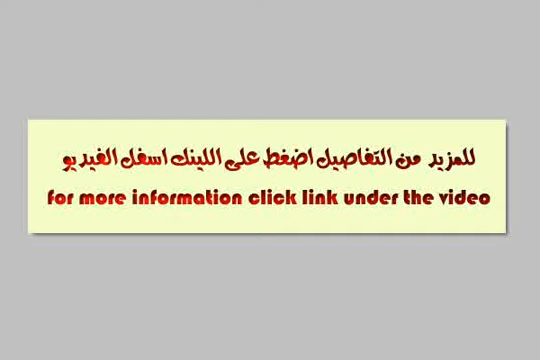 للمزيد من التفاصيل اضغط على اللينك اسفل الفيديو
for more information click link under the video